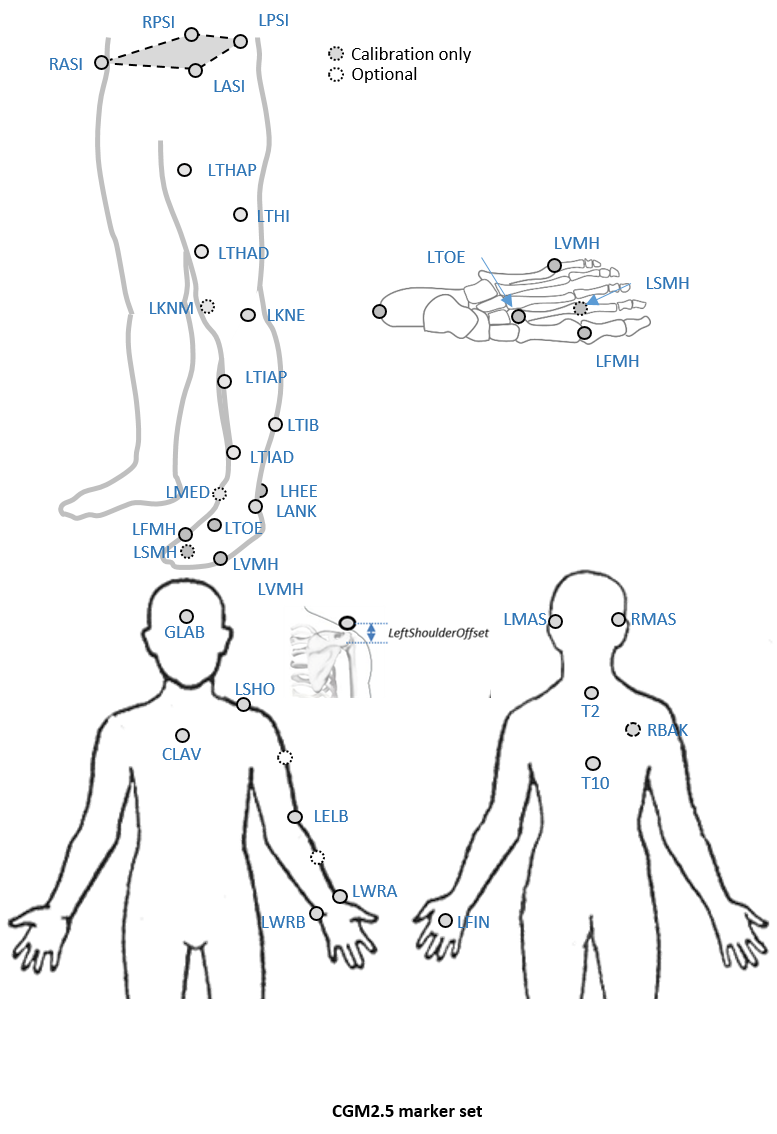 RPSI
LPSI
RASI
LASI
Calibration only
Optional
LTHAP
LTHI
LTHAD
LKNM
LKNE
LTIAP
LTIB
LTIAD
LMED
LHEE
LANK
LFMH
LTOE
LSMH
LVMH
LVMH
LVMH
LTOE
LSMH
LFMH
GLAB
LSHO
CLAV
LELB
LWRA
LWRB
LeftShoulderOffset
LMAS
RMAS
T2
RBAK
T10
LFIN
CGM2.5 marker set